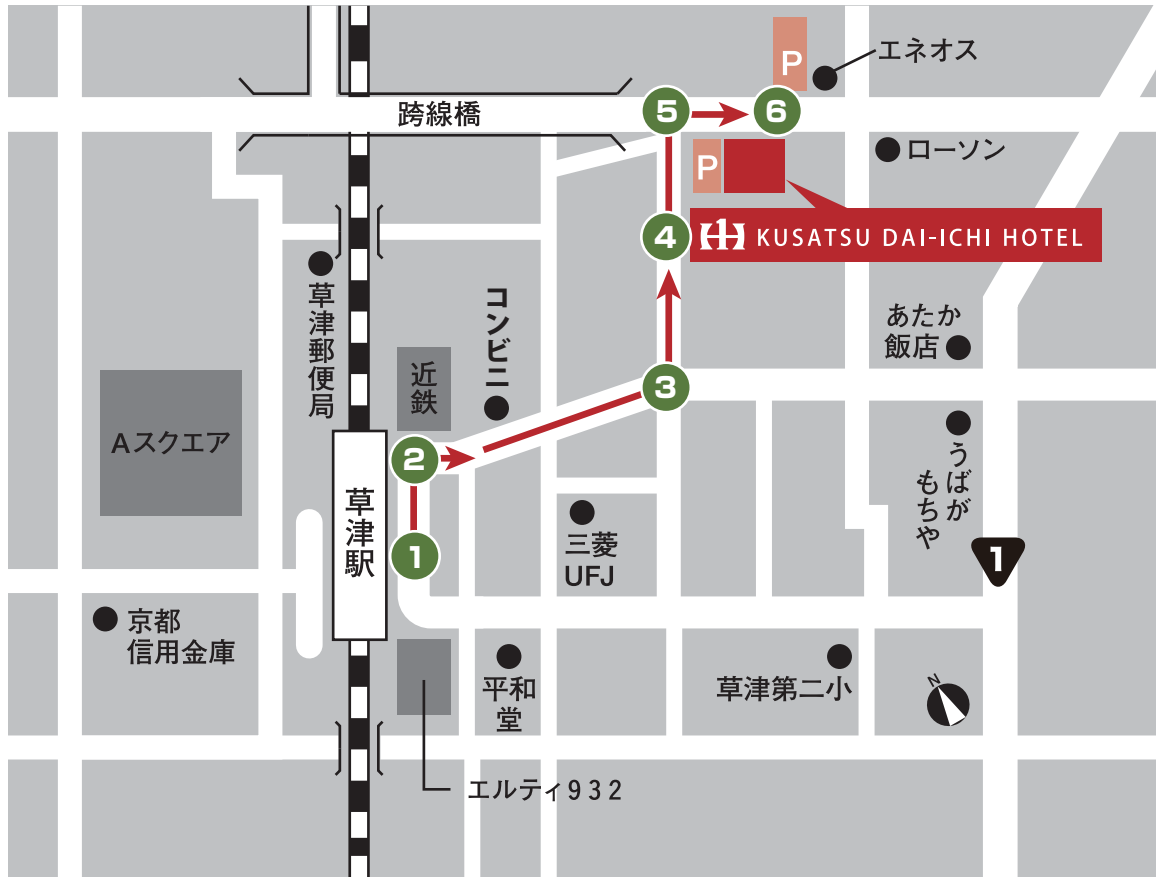 P
エネオス
跨線橋
5
6
P
ローソン
4
KUSATSU DAI-ICHI HOTEL
草津郵便局
コンビニ
あたか
飯店
近鉄
3
Aスクエア
2
うばが
もちや
草津駅
1
三菱
UFJ
1
京都
信用金庫
平和
堂
草津第二小
N
エルティ932